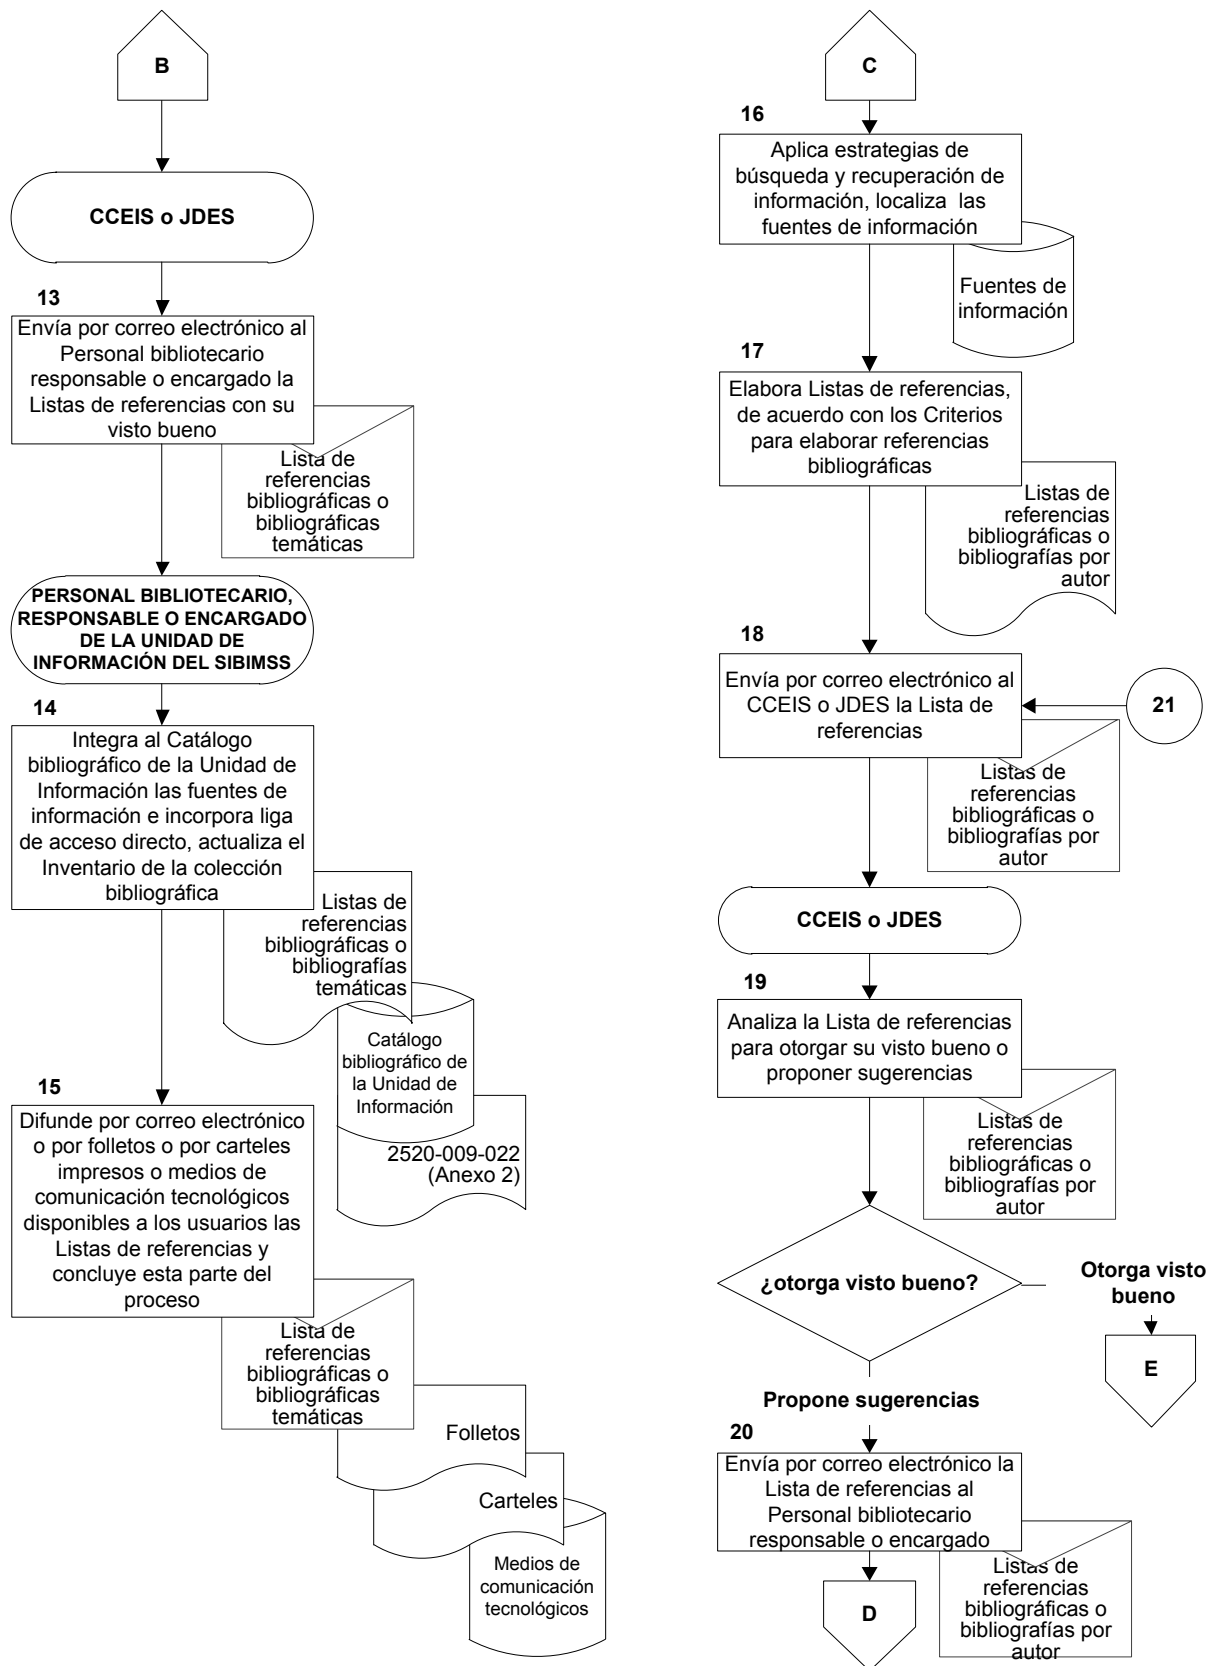 B
CCEIS o JDES
13
Envía por correo electrónico al
Personal bibliotecario
responsable o encargado la
Listas de referencias con su
visto bueno
Lista de
referencias
bibliográficas o
bibliográficas
temáticas
PERSONAL BIBLIOTECARIO,
RESPONSABLE O ENCARGADO
DE LA UNIDAD DE
INFORMACIÓN DEL SIBIMSS
14
Integra al Catálogo
bibliográfico de la Unidad de
Información las fuentes de
información e incorpora liga
de acceso directo, actualiza el
Inventario de la colección
bibliográfica
Listas de
referencias
bibliográficas o
bibliografías
temáticas
Catálogo
bibliográfico de
la Unidad de
Información
2520-009-022
(Anexo 2)
15
Difunde por correo electrónico
o por folletos o por carteles
impresos o medios de
comunicación tecnológicos
disponibles a los usuarios las
Listas de referencias y
concluye esta parte del
proceso
Lista de
referencias
bibliográficas o
bibliográficas
temáticas
Folletos
Carteles
Medios de
comunicación
tecnológicos
C
16
Aplica estrategias de
búsqueda y recuperación de
información, localiza las
fuentes de información
Fuentes de
información
17
Elabora Listas de referencias,
de acuerdo con los Criterios
para elaborar referencias
bibliográficas
Listas de
referencias
bibliográficas o
bibliografías por
autor
18
Envía por correo electrónico al
CCEIS o JDES la Lista de
referencias
21
Listas de
referencias
bibliográficas o
bibliografías por
autor
CCEIS o JDES
19
Analiza la Lista de referencias
para otorgar su visto bueno o
proponer sugerencias
Listas de
referencias
bibliográficas o
bibliografías por
autor
¿otorga visto bueno?
Otorga visto
bueno
E
Propone sugerencias
20
Envía por correo electrónico la
Lista de referencias al
Personal bibliotecario
responsable o encargado
Listas de
referencias
bibliográficas o
bibliografías por
autor
D